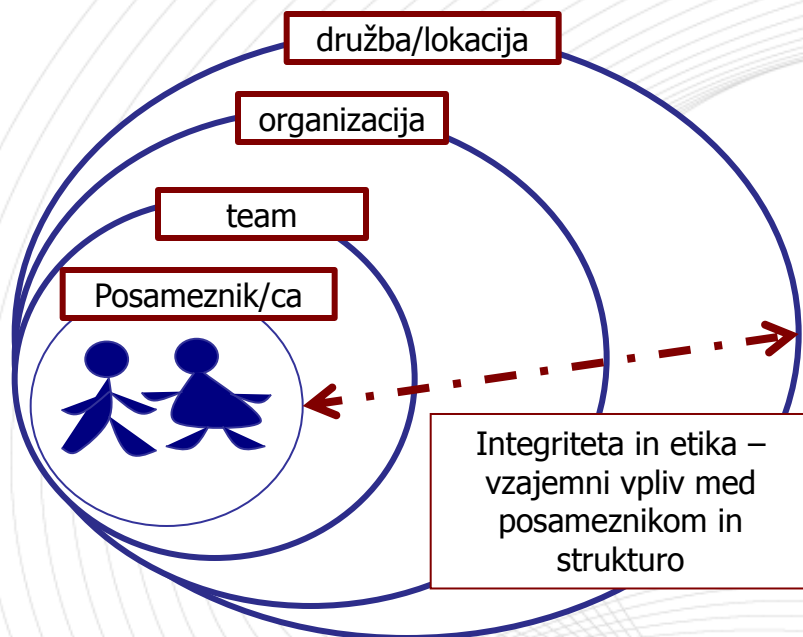 družba/lokacija
organizacija
team
Posameznik/ca
Integriteta in etika –
vzajemni vpliv med
posameznikom in
strukturo